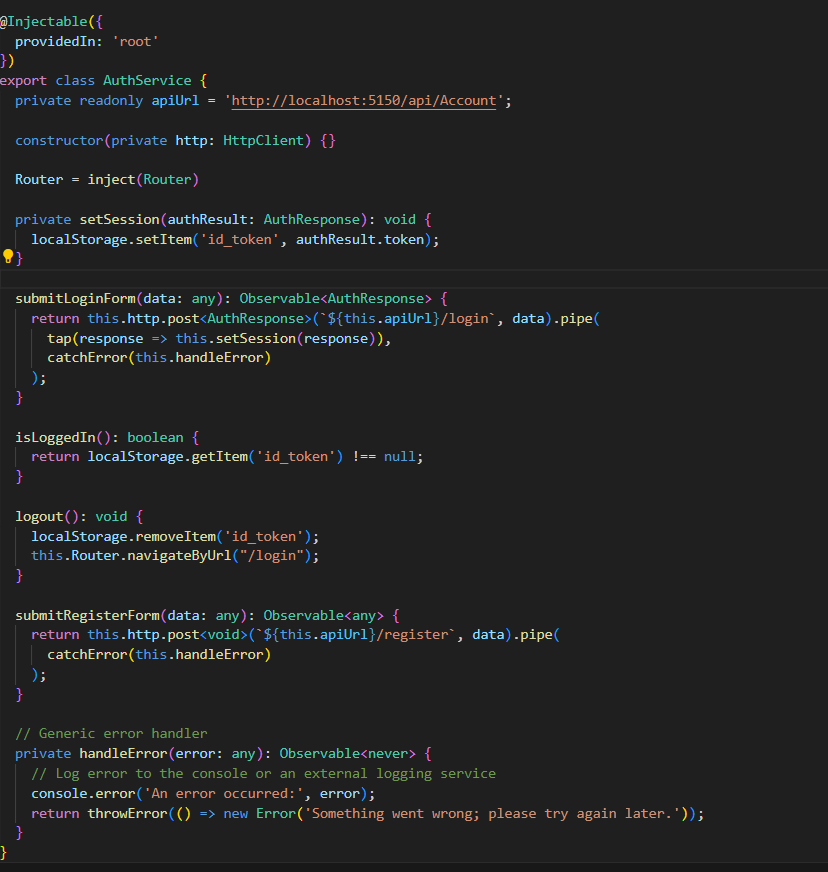 @Injectable({
  providedIn: 'root'
})
export class AuthService {
  private readonly apiUrl = 'http://localhost:5150/api/Account';
  constructor(private http: HttpClient) {}
  Router = inject(Router)
  private setSession(authResult: AuthResponse): void {
    localStorage.setItem('id_token', authResult.token);
  }
  submitLoginForm(data: any): Observable<AuthResponse> {
    return this.http.post<AuthResponse>(`${this.apiUrl}/login`, data).pipe(
      tap(response => this.setSession(response)),
      catchError(this.handleError)
    );
  }
  isLoggedIn(): boolean {
    return localStorage.getItem('id_token') !== null;
  }
  logout(): void {
    localStorage.removeItem('id_token');
    this.Router.navigateByUrl("/login");
  }
  submitRegisterForm(data: any): Observable<any> {
    return this.http.post<void>(`${this.apiUrl}/register`, data).pipe(
      catchError(this.handleError)
    );
  }
  // Generic error handler
  private handleError(error: any): Observable<never> {
    // Log error to the console or an external logging service
    console.error('An error occurred:', error);
    return throwError(() => new Error('Something went wrong; please try again later.'));
  }
}